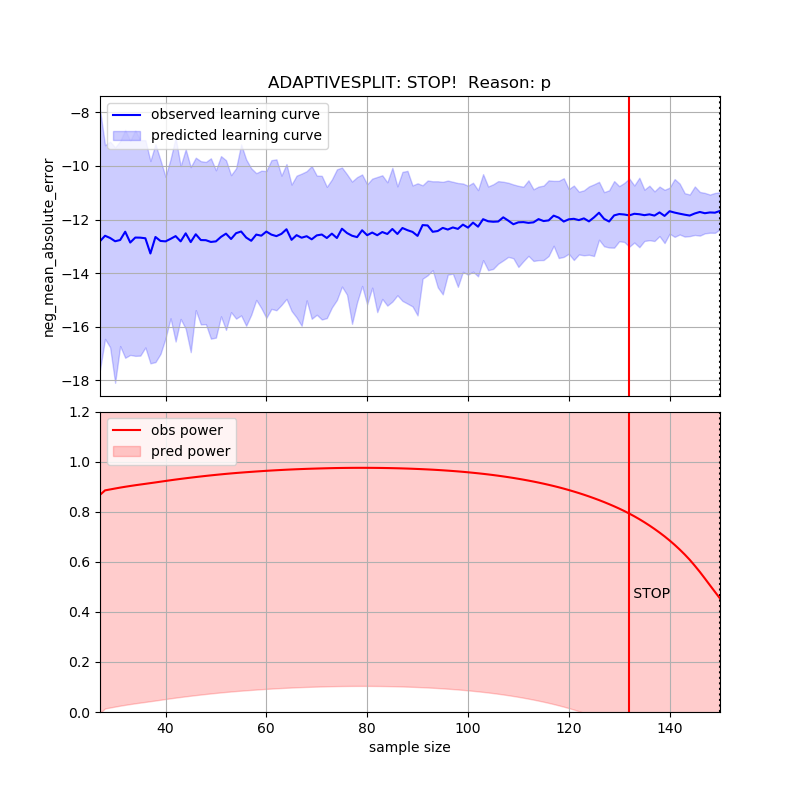 ADAPTIVESPLIT: STOP!  Reason: p
observed learning curve
predicted learning curve
neg_mean_absolute_error
−8
−10
−12
−14
−16
−18
obs power
pred power
1.2
1.0
0.8
0.6
0.4
0.2
0.0
STOP
40 60 80 100 120 140
sample size